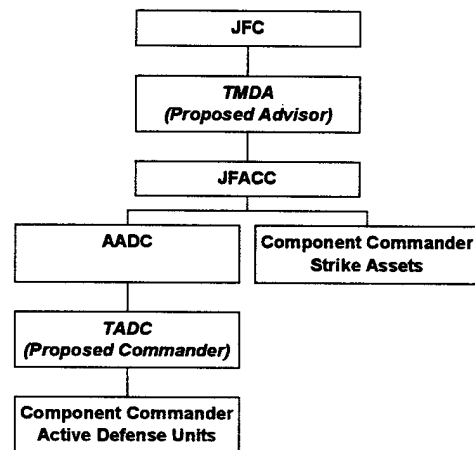 JFC
TMDA
(Proposed Advisor)
JFACC
AADC
Component Commander
Strike Assets
TADC
(Proposed Commander)
Component Commander
Active Defense Units